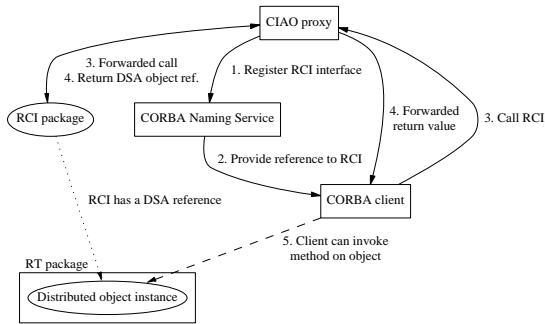 CIAO proxy
3. Forwarded call
4. Return DSA object ref.
1. Register RCI interface
RCI package
CORBA Naming Service
4. Forwarded
return value
3. Call RCI
2. Provide reference to RCI
CORBA client
RCI has a DSA reference
5. Client can invoke
method on object
RT package
Distributed object instance